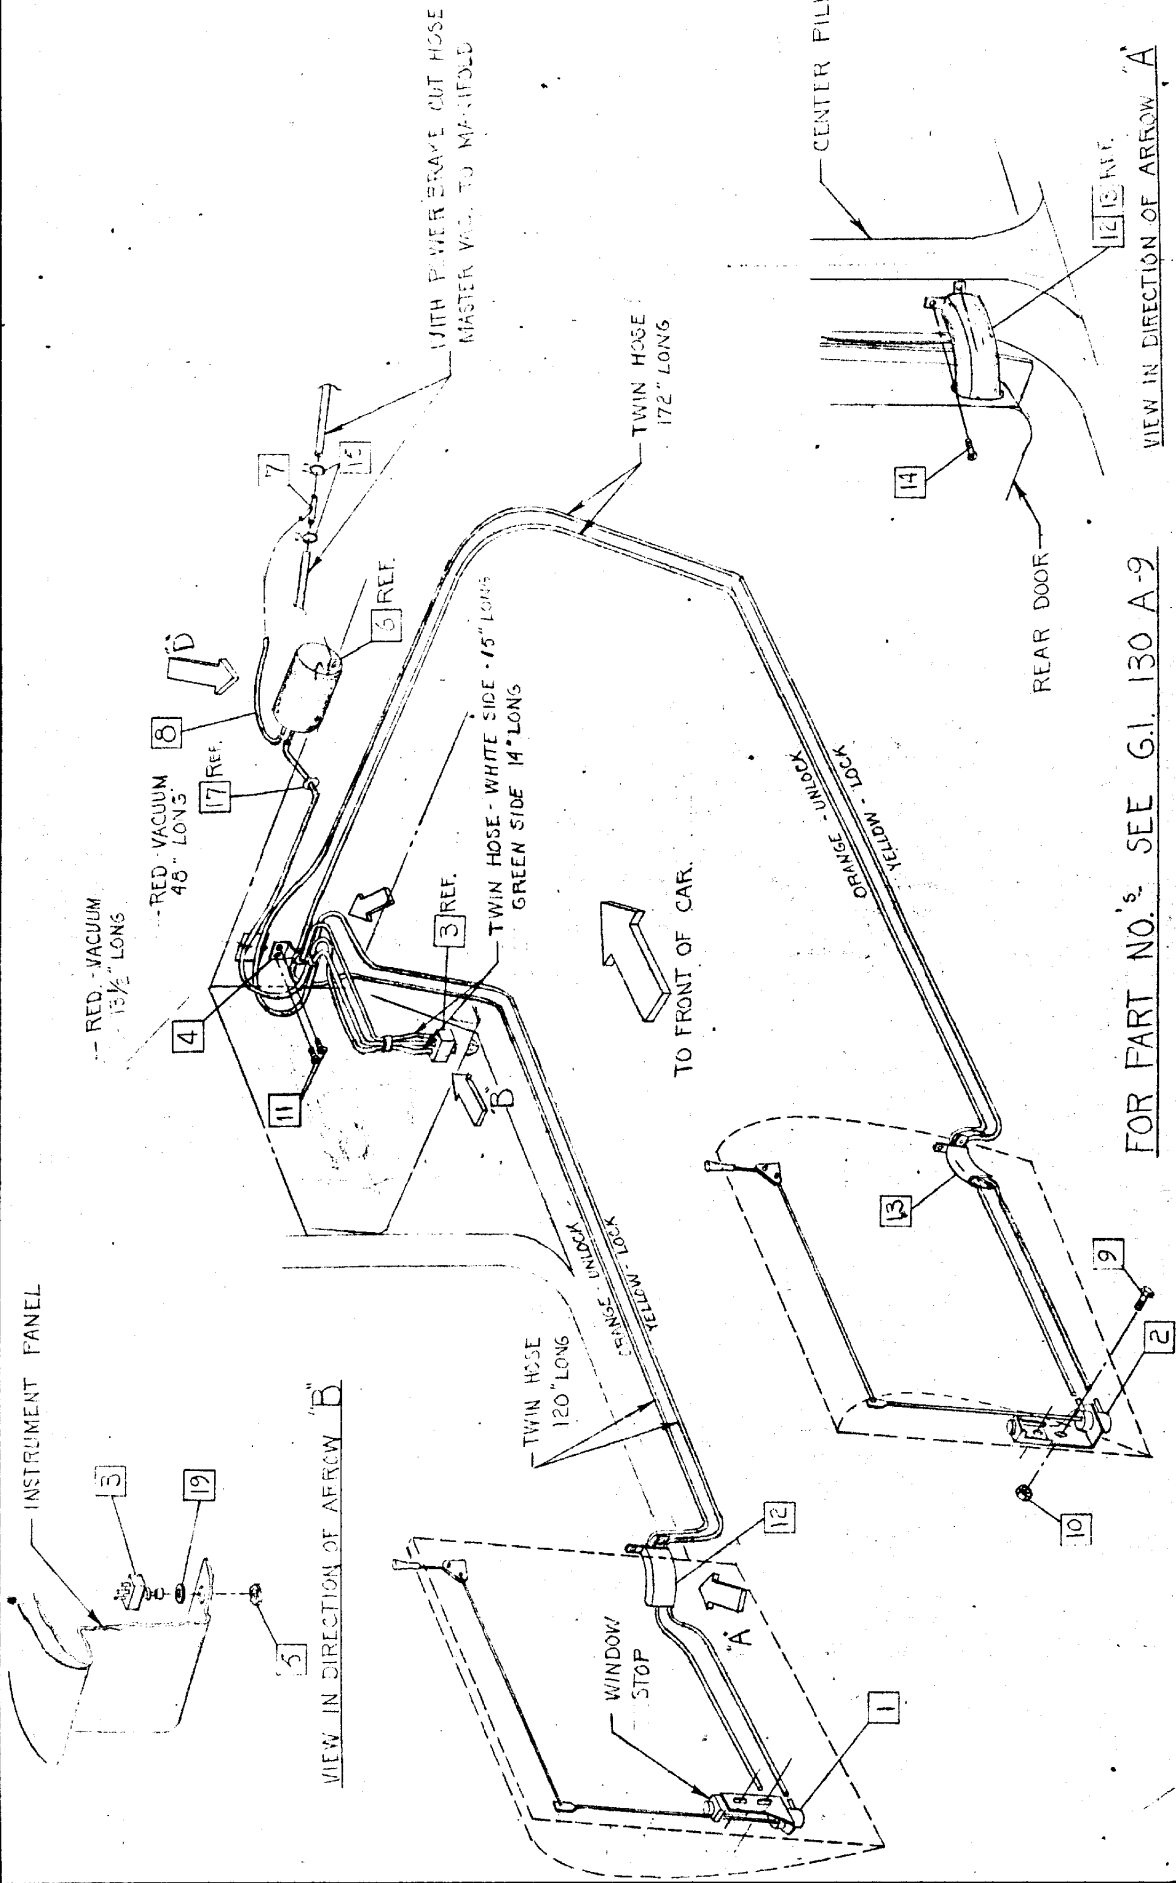 INSTRUMENT PANEL
3
19
5
VIEW IN DIRECTION OF ARROW "B"
RED - VACUUM
13½" LONG
RED - VACUUM
48" LONG
17 REF.
8
"D"
7
15
6 REF.
WITH POWER BRAKE CUT HOSE
MASTER VAC. TO MANIFOLD
4
11
3 REF.
TWIN HOSE - WHITE SIDE - 15" LONG
GREEN SIDE 14" LONG
"B"
TWIN HOSE
172" LONG
TO FRONT OF CAR
ORANGE - UNLOCK
YELLOW - LOCK
TWIN HOSE
120" LONG
ORANGE - UNLOCK
YELLOW - LOCK
WINDOW
STOP
12
"A"
1
13
9
2
10
CENTER
14
REAR DOOR
12 13 REF.
VIEW IN DIRECTION OF ARROW "A"
FOR PART NO.'S SEE G.I. 130 A-9